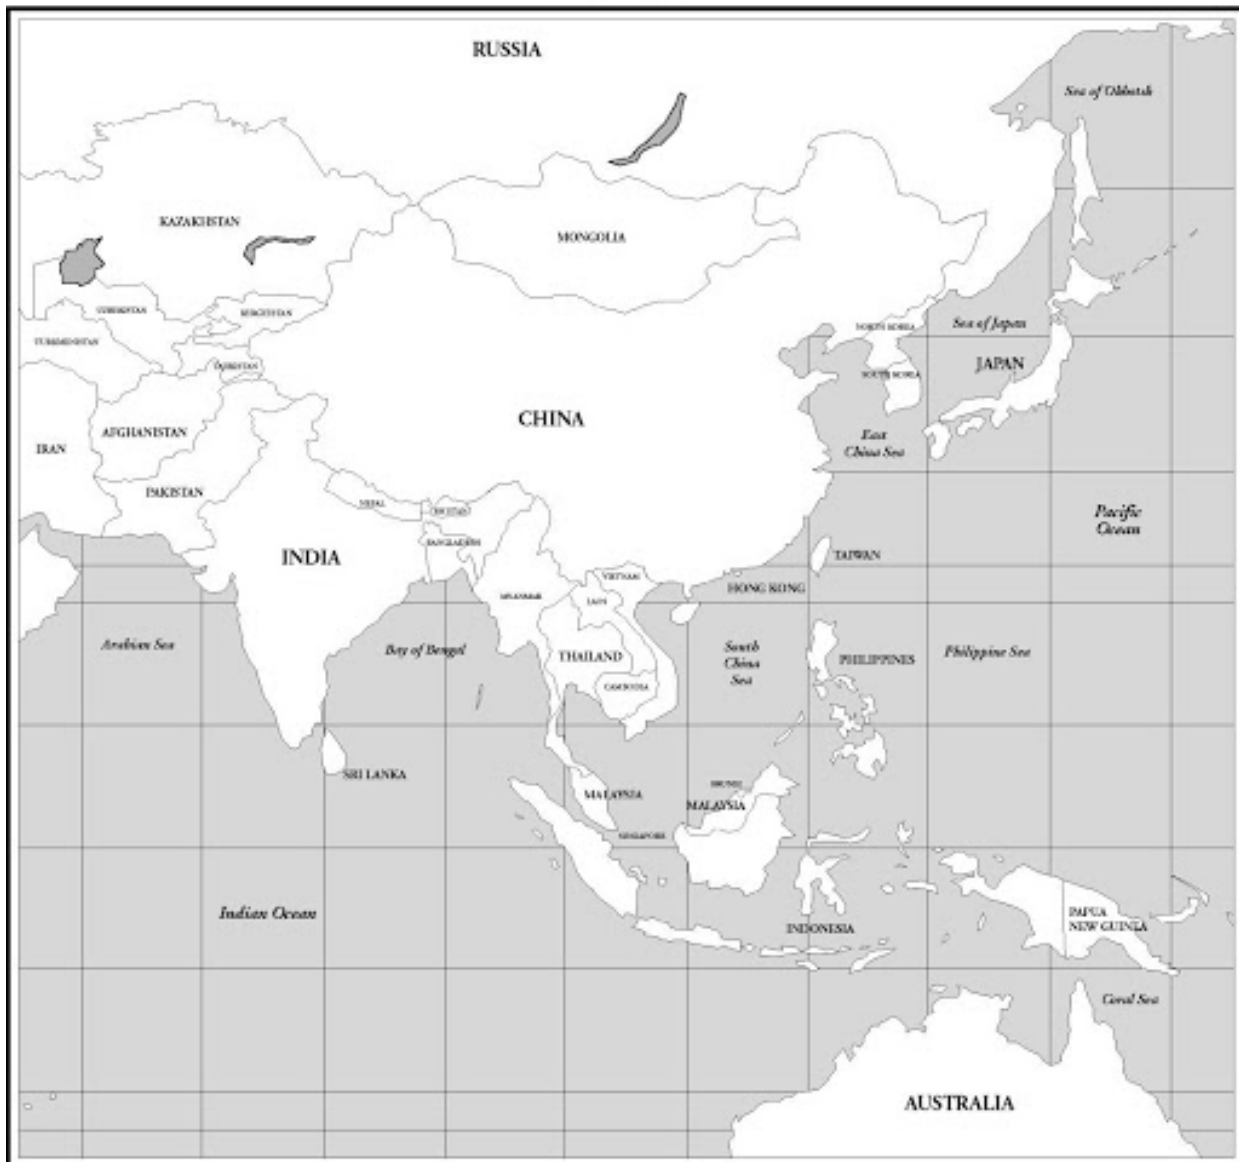 RUSSIA
Sea of Okhotsk
KAZAKHSTAN
MONGOLIA
UZBEKISTAN
KYRGYZSTAN
Sea of Japan
NORTH KOREA
TURKMENISTAN
JAPAN
TAJIKISTAN
SOUTH KOREA
CHINA
AFGHANISTAN
East
China Sea
IRAN
PAKISTAN
NEPAL
BHUTAN
Pacific
Ocean
BANGLADESH
INDIA
TAIWAN
VIETNAM
HONG KONG
MYANMAR
LAOS
Arabian Sea
Bay of Bengal
South
China
Sea
THAILAND
PHILIPPINES
Philippine Sea
CAMBODIA
SRI LANKA
BRUNEI
MALAYSIA
MALAYSIA
SINGAPORE
Indian Ocean
INDONESIA
PAPUA
NEW GUINEA
Coral Sea
AUSTRALIA